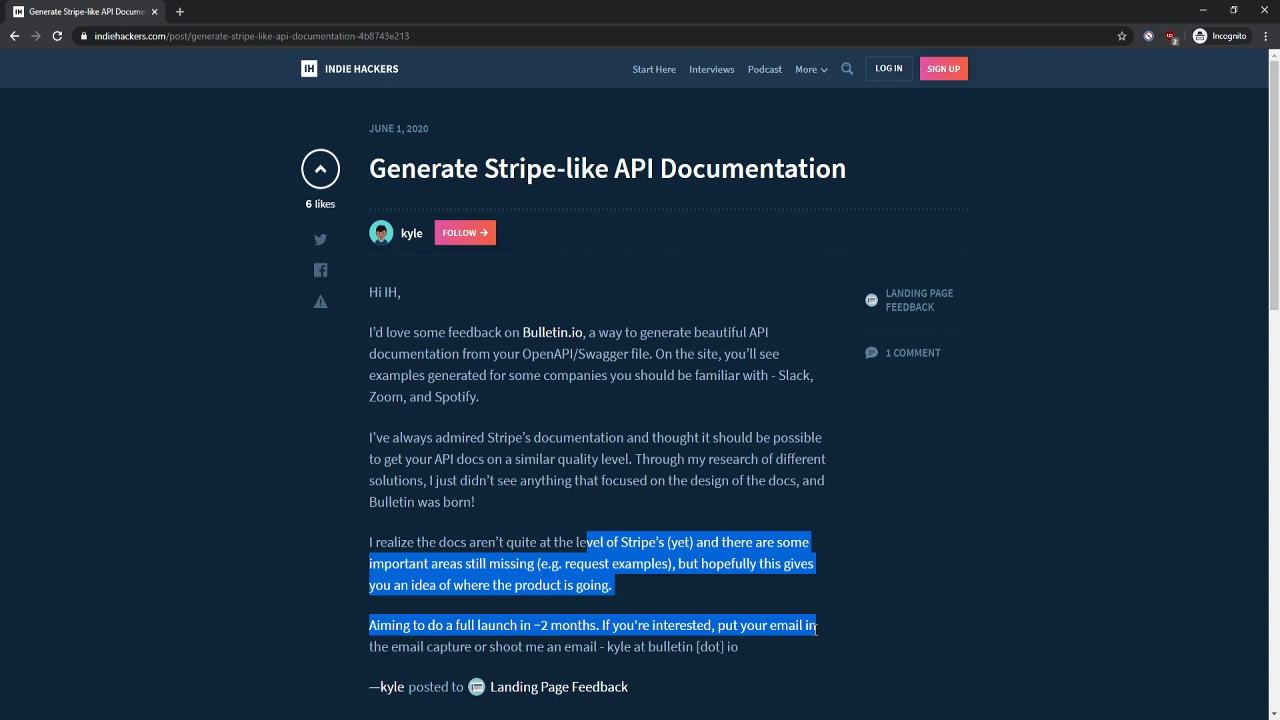 Generate Stripe-like API Docume
indiehackers.com/post/generate-stripe-like-api-documentation-4b8743e213
2
Incognito
IH INDIE HACKERS
Start Here Interviews Podcast More LOG IN SIGN UP
JUNE 1, 2020
Generate Stripe-like API Documentation
6 likes
kyle FOLLOW
Hi IH,
I'd love some feedback on Bulletin.io, a way to generate beautiful API
documentation from your OpenAPI/Swagger file. On the site, you'll see
examples generated for some companies you should be familiar with - Slack,
Zoom, and Spotify.
I've always admired Stripe's documentation and thought it should be possible
to get your API docs on a similar quality level. Through my research of different
solutions, I just didn't see anything that focused on the design of the docs, and
Bulletin was born!
I realize the docs aren't quite at the level of Stripe's (yet) and there are some
important areas still missing (e.g. request examples), but hopefully this gives
you an idea of where the product is going.
Aiming to do a full launch in ~2 months. If you're interested, put your email in
the email capture or shoot me an email - kyle at bulletin [dot] io
—kyle posted to Landing Page Feedback
LANDING PAGE
FEEDBACK
1 COMMENT